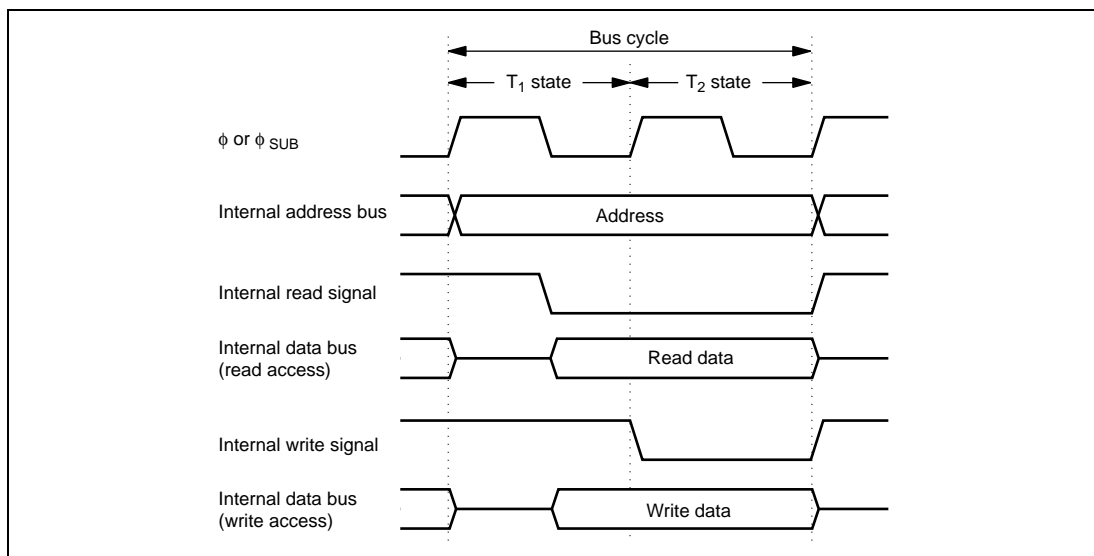 Bus cycle
T1 state
T2 state
ϕ or ϕ SUB
Internal address bus
Address
Internal read signal
Internal data bus
(read access)
Read data
Internal write signal
Internal data bus
(write access)
Write data